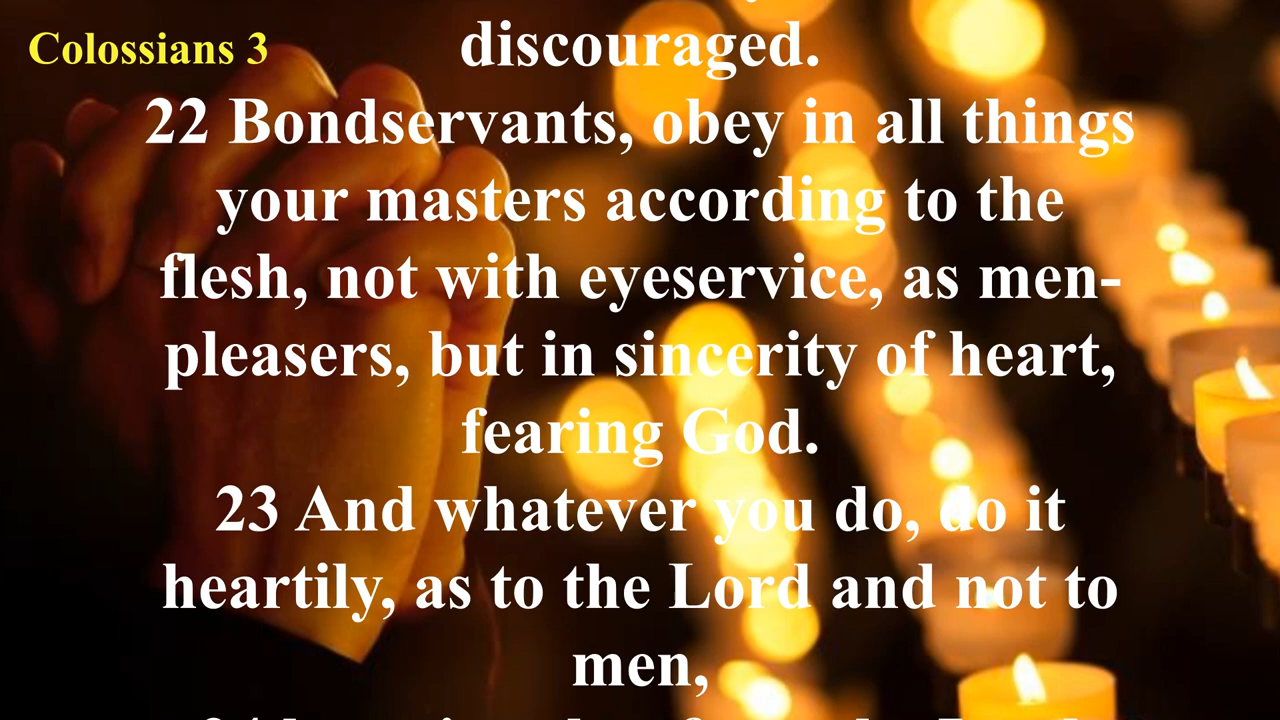 Colossians 3
discouraged.
22 Bondservants, obey in all things
your masters according to the
flesh, not with eyeservice, as men-
pleasers, but in sincerity of heart,
fearing God.
23 And whatever you do, do it
heartily, as to the Lord and not to
men,